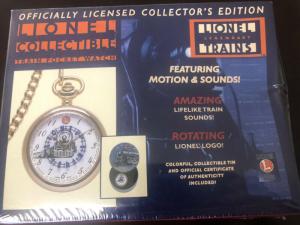 OFFICIALLY LICENSED COLLECTOR'S EDITION
LIONEL
COLLECTIBLE
TRAIN POCKET WATCH
LIONEL
LEGENDARY
TRAINS
FEATURING
MOTION & SOUNDS!
AMAZING
LIFELIKE TRAIN
SOUNDS!
ROTATING
LIONEL LOGO!
COLORFUL, COLLECTIBLE TIN
AND OFFICIAL CERTIFICATE
OF AUTHENTICITY
INCLUDED!